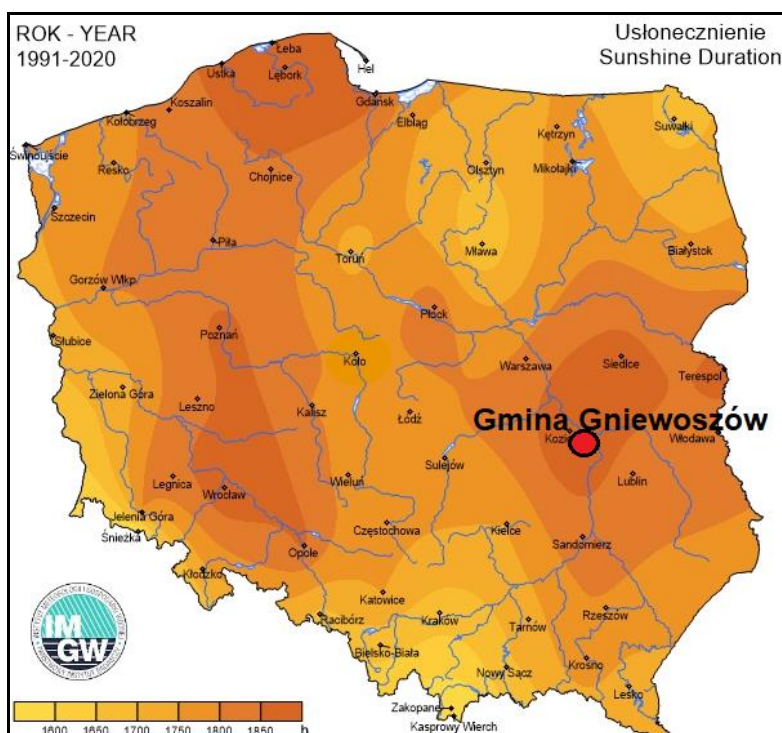 ROK - YEAR
1991-2020
Usłonecznienie
Sunshine Duration
Łeba
Ustka
Lębork
Hel
Koszalin
Gdańsk
Kołobrzeg
Elbląg
Kętrzyn
Suwałki
Świnoujście
Resko
Chojnice
Olsztyn
Mikołajki
Szczecin
Piła
Toruń
Mława
Białystok
Gorzów Wlkp.
Płock
Słubice
Poznań
Koło
Warszawa
Siedlce
Terespol
Zielona Góra
Leszno
Kalisz
Łódź
Gmina Gniewoszów
Kozie
Włodawa
Sulejów
Legnica
Wrocław
Wieluń
Lublin
Jelenia Góra
Śnieżka
Częstochowa
Kielce
Sandomierz
Opole
Kłodzko
Katowice
Racibórz
Kraków
Tarnów
Rzeszów
Bielsko-Biała
Nowy Sącz
Krosno
Lesko
Zakopane
Kasprowy Wierch
IM
GW
1600 1650 1700 1750 1800 1850 h